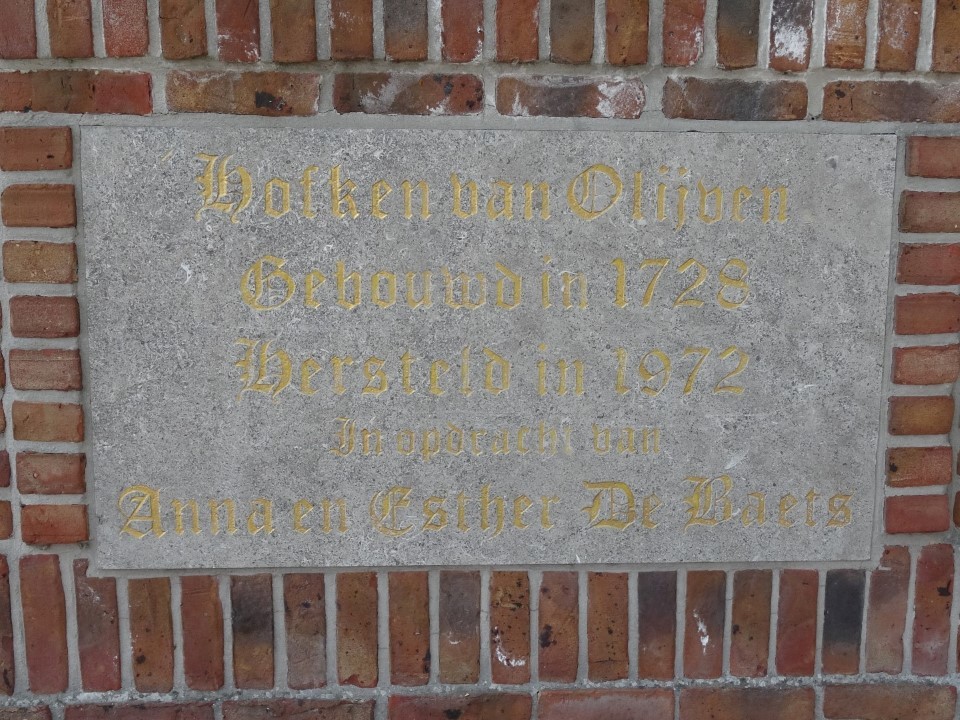 't Hofken van Olijven
Gebouwd in 1728
Hersteld in 1972
In opdracht van
Anna en Esther De Baets